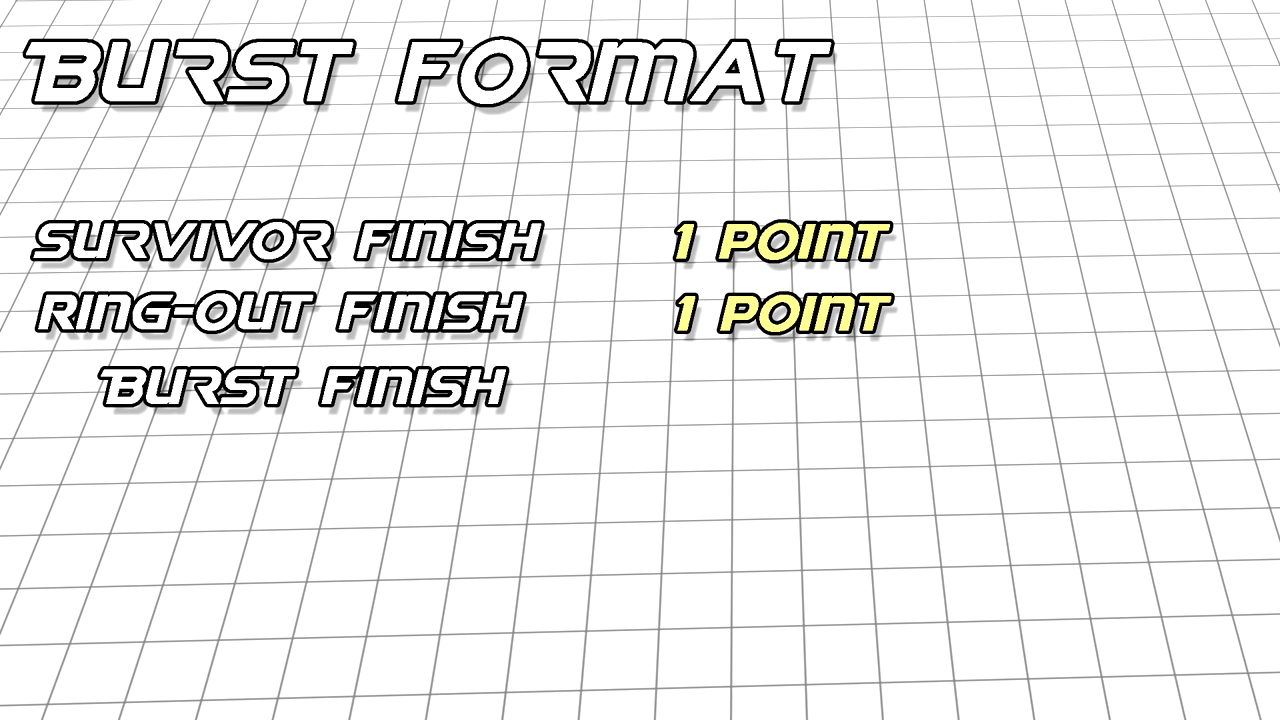 BURST FORMAT
SURVIVOR FINISH 1 POINT
RING-OUT FINISH 1 POINT
BURST FINISH